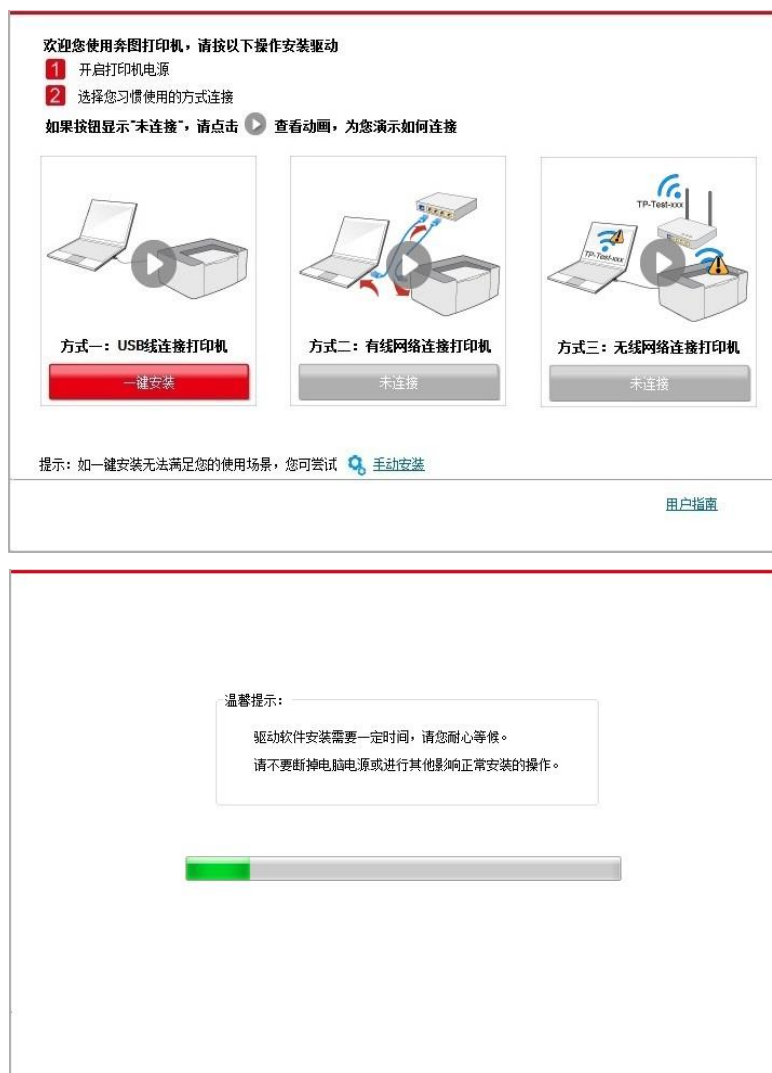 欢迎您使用奔图打印机，请按以下操作安装驱动
1 开启打印机电源
2 选择您习惯使用的方式连接
如果按钮显示"未连接"，请点击 查看动画，为您演示如何连接
TP-Test-xxx
TP-Test-xxx
方式一：USB线连接打印机
方式二：有线网络连接打印机
方式三：无线网络连接打印机
一键安装
未连接
未连接
提示：如一键安装无法满足您的使用场景，您可尝试 手动安装
用户指南
温馨提示：
驱动软件安装需要一定时间，请您耐心等候。
请不要断掉电脑电源或进行其他影响正常安装的操作。